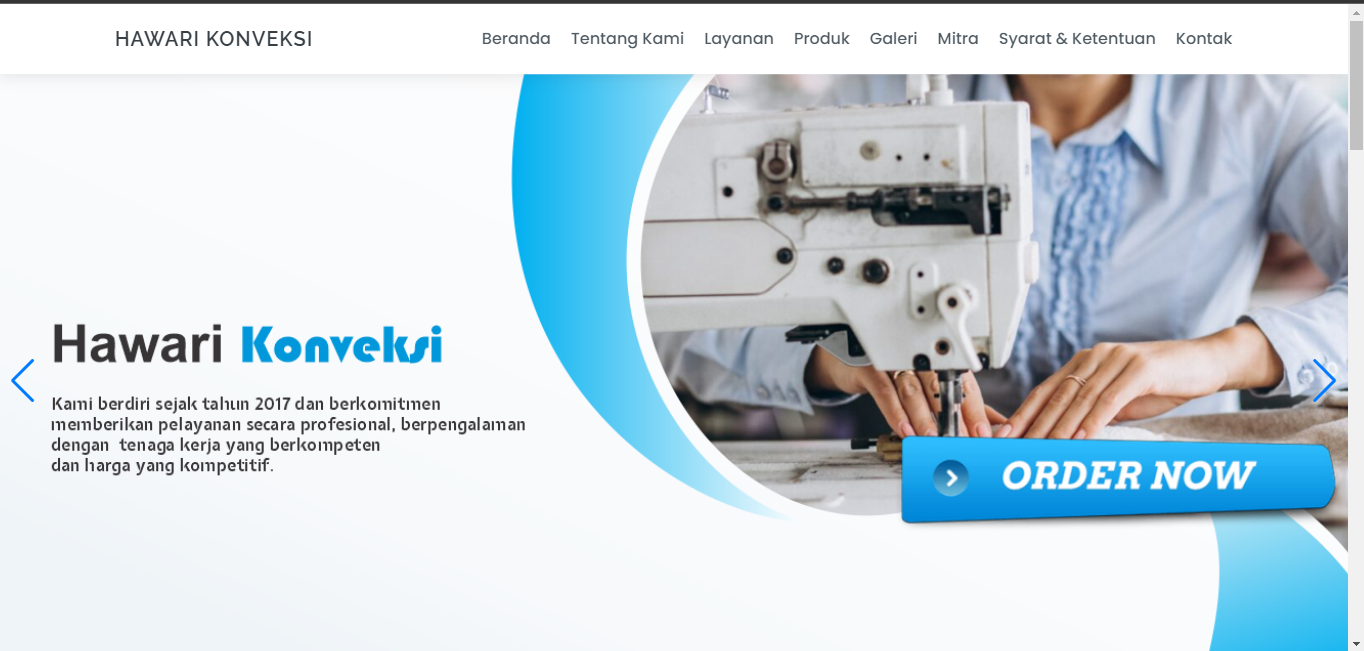 HAWARI KONVEKSI
Beranda Tentang Kami Layanan Produk Galeri Mitra Syarat & Ketentuan Kontak
Hawari Konveksi
Kami berdiri sejak tahun 2017 dan berkomitmen
memberikan pelayanan secara profesional, berpengalaman
dengan tenaga kerja yang berkompeten
dan harga yang kompetitif.
ORDER NOW